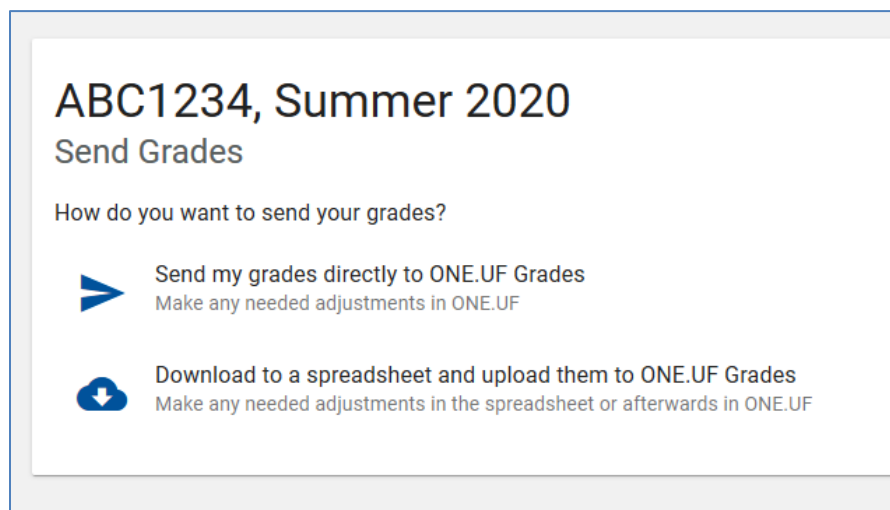 ABC1234, Summer 2020
Send Grades
How do you want to send your grades?
Send my grades directly to ONE.UF Grades
Make any needed adjustments in ONE.UF
Download to a spreadsheet and upload them to ONE.UF Grades
Make any needed adjustments in the spreadsheet or afterwards in ONE.UF